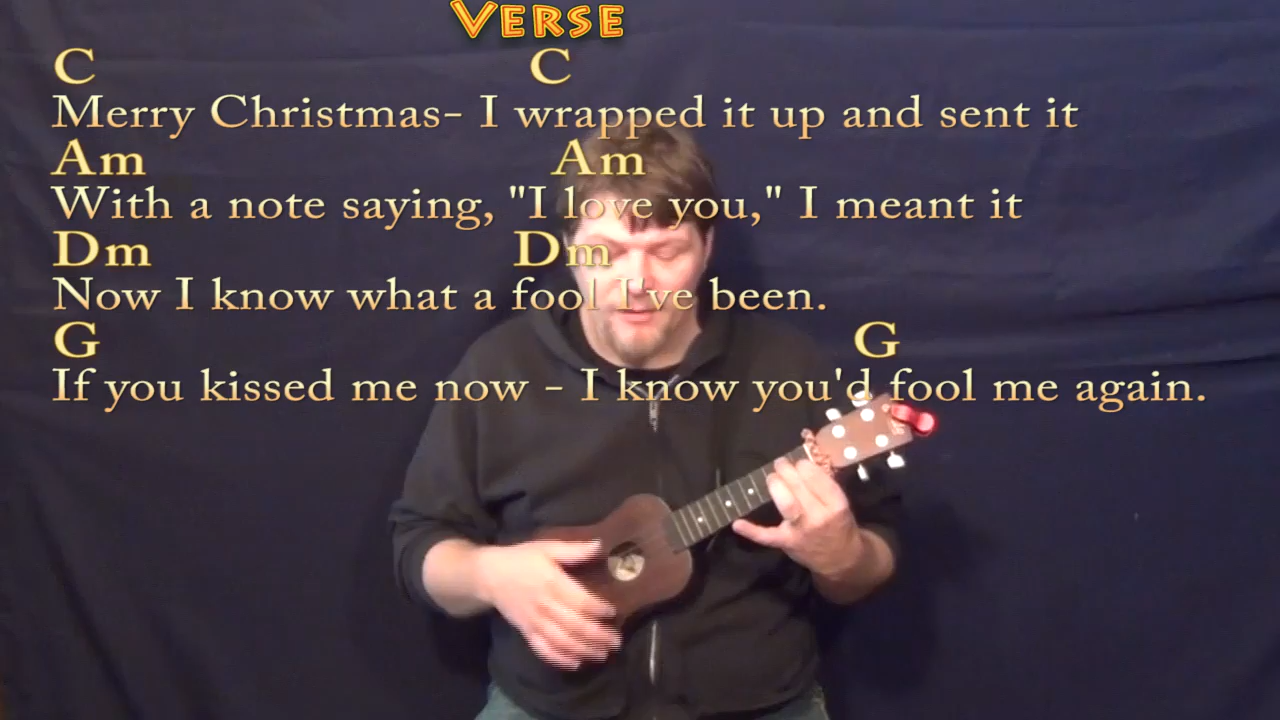 VERSE
C C
Merry Christmas- I wrapped it up and sent it
Am Am
With a note saying, "I love you," I meant it
Dm Dm
Now I know what a fool I've been.
G G
If you kissed me now - I know you'd fool me again.